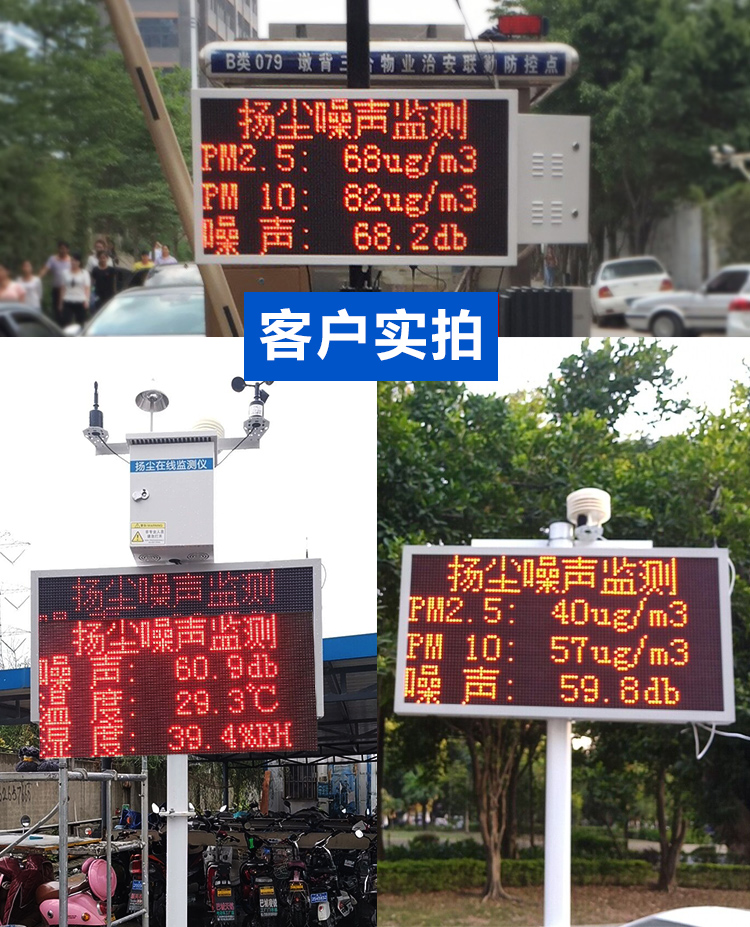 B类079 墩背三公物业治安联勤防控点
扬尘噪声监测
PM2.5: 68ug/m3
PM 10: 82ug/m3
噪 声: 68.2db
客户实拍
扬尘在线监测仪
扬尘噪声监测
扬尘噪声监测
噪 声: 60.9db
温 度: 29.3℃
湿 度: 39.4%RH
扬尘噪声监测
PM2.5: 40ug/m3
PM 10: 57ug/m3
噪 声: 59.8db